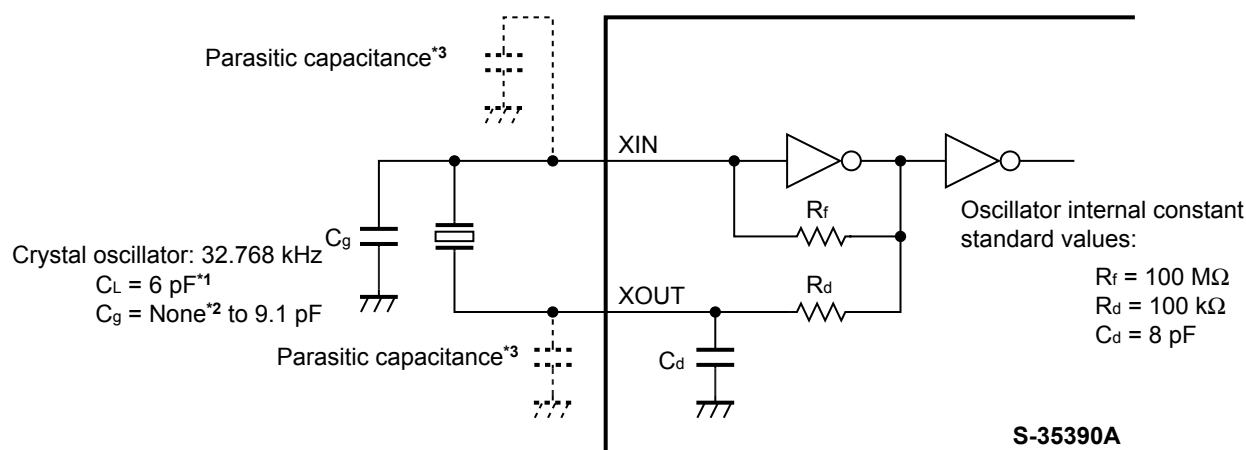 Parasitic capacitance*3
XIN
Cg
Rf
Crystal oscillator: 32.768 kHz
CL = 6 pF*1
Cg = None*2 to 9.1 pF
Oscillator internal constant
standard values:
Rf = 100 MΩ
Rd = 100 kΩ
Cd = 8 pF
XOUT
Rd
Parasitic capacitance*3
Cd
S-35390A